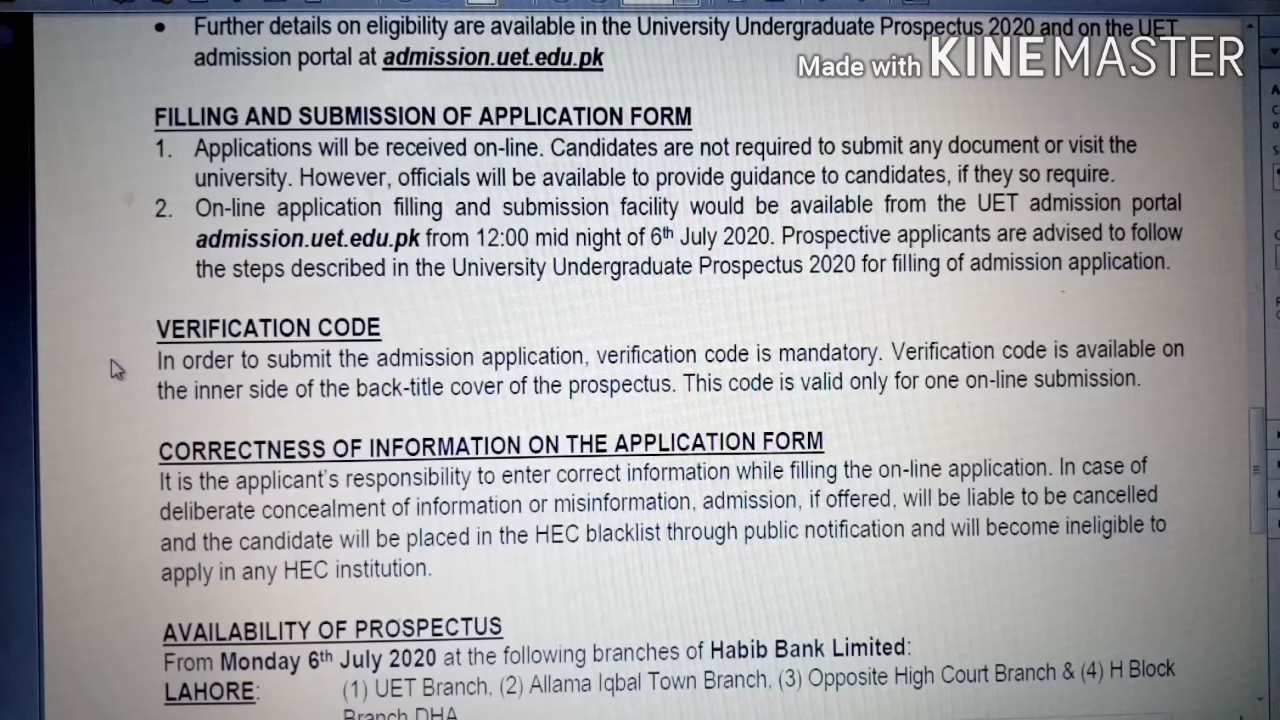 • Further details on eligibility are available in the University Undergraduate Prospectus 2020 and on the UET
admission portal at admission.uet.edu.pk
Made with KINEMASTER
FILLING AND SUBMISSION OF APPLICATION FORM
1. Applications will be received on-line. Candidates are not required to submit any document or visit the
university. However, officials will be available to provide guidance to candidates, if they so require.
2. On-line application filling and submission facility would be available from the UET admission portal
admission.uet.edu.pk from 12:00 mid night of 6th July 2020. Prospective applicants are advised to follow
the steps described in the University Undergraduate Prospectus 2020 for filling of admission application.
VERIFICATION CODE
In order to submit the admission application, verification code is mandatory. Verification code is available on
the inner side of the back-title cover of the prospectus. This code is valid only for one on-line submission.
CORRECTNESS OF INFORMATION ON THE APPLICATION FORM
It is the applicant's responsibility to enter correct information while filling the on-line application. In case of
deliberate concealment of information or misinformation, admission, if offered, will be liable to be cancelled
and the candidate will be placed in the HEC blacklist through public notification and will become ineligible to
apply in any HEC institution.
AVAILABILITY OF PROSPECTUS
From Monday 6th July 2020 at the following branches of Habib Bank Limited:
LAHORE: (1) UET Branch, (2) Allama Iqbal Town Branch, (3) Opposite High Court Branch & (4) H Block
Branch DHA